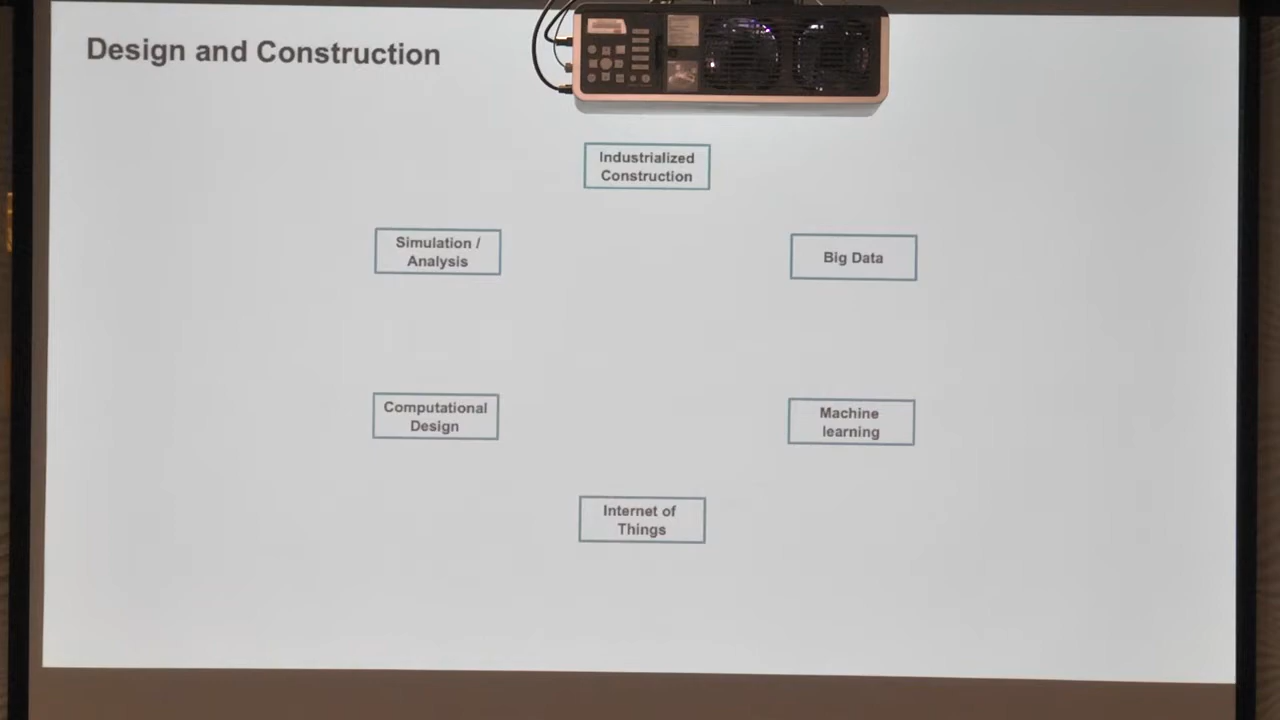 Design and Construction
Industrialized
Construction
Simulation /
Analysis
Big Data
Computational
Design
Machine
learning
Internet of
Things